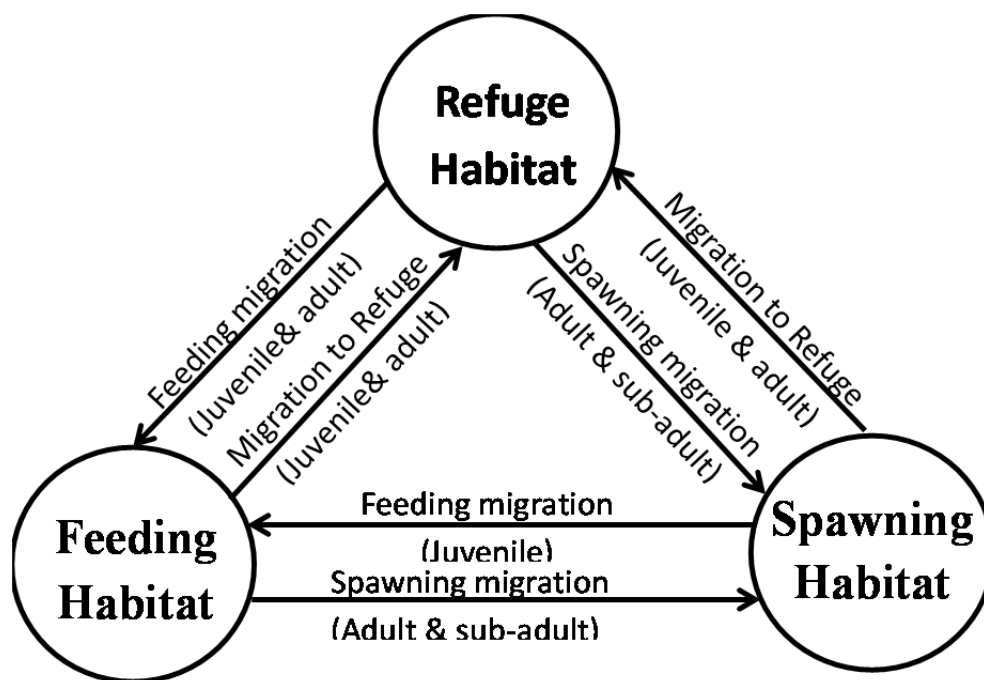 Refuge
Habitat
Feeding migration
(Juvenile& adult)
Migration to Refuge
(Juvenile& adult)
Spawning migration
(Adult & sub-adult)
Migration to Refuge
(Juvenile & adult)
Feeding
Habitat
Feeding migration
(Juvenile)
Spawning migration
(Adult & sub-adult)
Spawning
Habitat